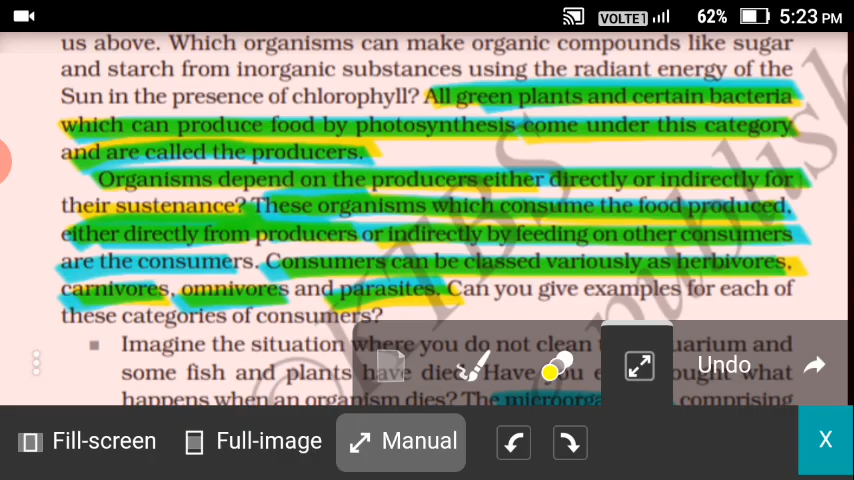 VOLTE1 62% 5:23 PM
us above. Which organisms can make organic compounds like sugar
and starch from inorganic substances using the radiant energy of the
Sun in the presence of chlorophyll? All green plants and certain bacteria
which can produce food by photosynthesis come under this category
and are called the producers.
Organisms depend on the producers either directly or indirectly for
their sustenance? These organisms which consume the food produced,
either directly from producers or indirectly by feeding on other consumers
are the consumers. Consumers can be classed variously as herbivores,
carnivores, omnivores and parasites. Can you give examples for each of
these categories of consumers?
Imagine the situation where you do not clean uarium and
some fish and plants have died. Have you ought what
happens when an organism dies? The microorga comprising
Undo
Fill-screen Full-image Manual X
©KTBS
publish